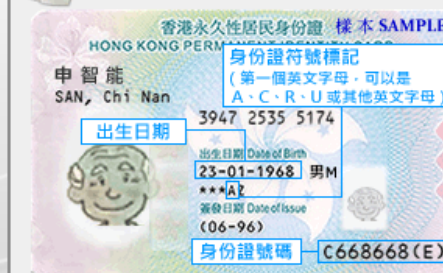 香港永久性居民身份證 樣本 SAMPLE
HONG KONG PERM
身份證符號標記
(第一個英文字母，可以是
A、C、R、U或其他英文字母)
申智能
SAN, Chi Nan
3947 2535 5174
出生日期
出生日期 Date of Birth
23-01-1968 男M
***AZ
簽發日期 Date of Issue
(06-96)
身份證號碼
C668668(E)